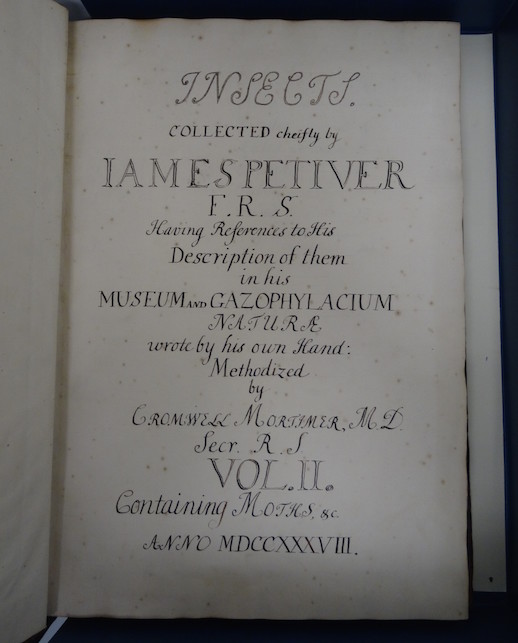 INSECTS.
COLLECTED cheifly by
IAMES PETIVER
F. R. S.
Having References to His
Description of them
in his
MUSEUM AND GAZOPHYLACIUM
NATURÆ
wrote by his own Hand:
Methodized
by
CROMWELL MORTIMER, M.D.
Secr. R. S.
VOL. II.
Containing MOTHS, &c.
ANNO MDCCXXXVIII.